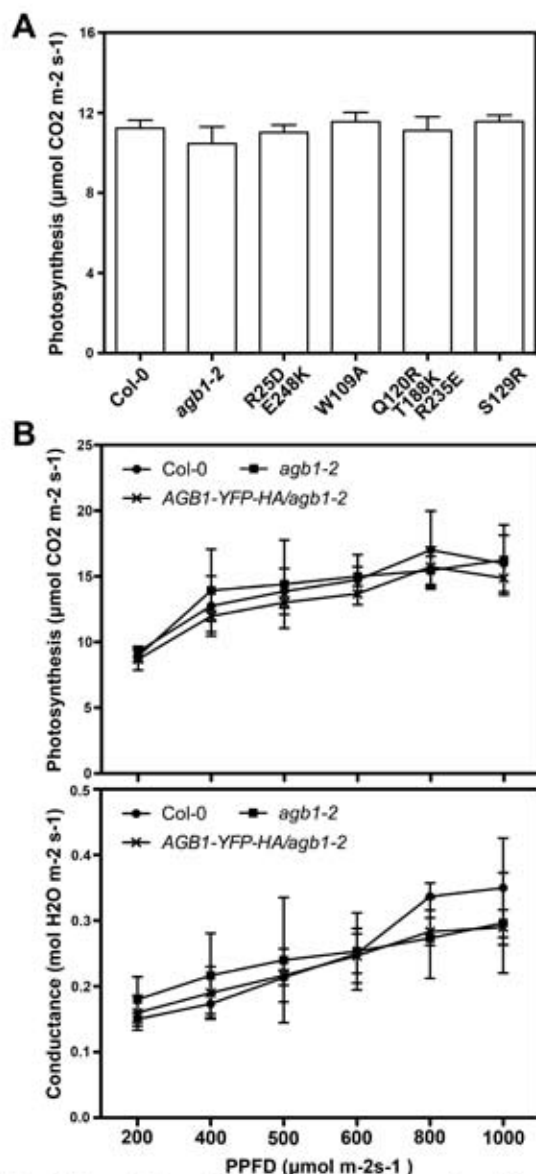 A
Photosynthesis (µmol CO2 m-2 s-1)
16
12
8
4
0
Col-0
agb1-2
R25D
E248K
W109A
Q120R
T188K
R235E
S129R
B
Photosynthesis (µmol CO2 m-2 s-1)
25
20
15
10
5
0
Col-0 agb1-2
AGB1-YFP-HA/agb1-2
Conductance (mol H2O m-2 s-1)
0.5
0.4
0.3
0.2
0.1
0.0
Col-0 agb1-2
AGB1-YFP-HA/agb1-2
200 400 500 600 800 1000
PPFD (µmol m-2s-1 )